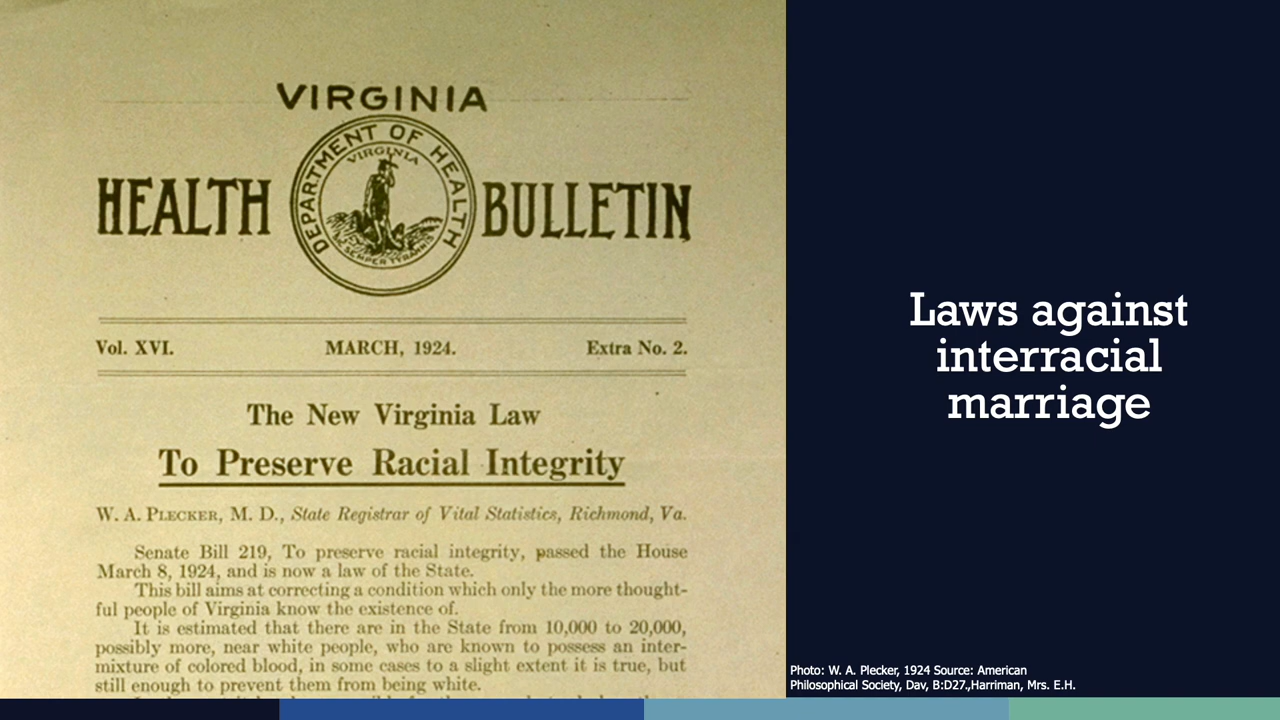 VIRGINIA
HEALTH BULLETIN
DEPARTMENT OF HEALTH
VIRGINIA
SEMPER TYRANNIS
Vol. XVI. MARCH, 1924. Extra No. 2.
The New Virginia Law
To Preserve Racial Integrity
W. A. PLECKER, M. D., State Registrar of Vital Statistics, Richmond, Va.
Senate Bill 219, To preserve racial integrity, passed the House
March 8, 1924, and is now a law of the State.
This bill aims at correcting a condition which only the more thought-
ful people of Virginia know the existence of.
It is estimated that there are in the State from 10,000 to 20,000,
possibly more, near white people, who are known to possess an inter-
mixture of colored blood, in some cases to a slight extent it is true, but
still enough to prevent them from being white.
Laws against
interracial
marriage
Photo: W. A. Plecker, 1924 Source: American
Philosophical Society, Dav, B:D27.,Harriman, Mrs. E.H.